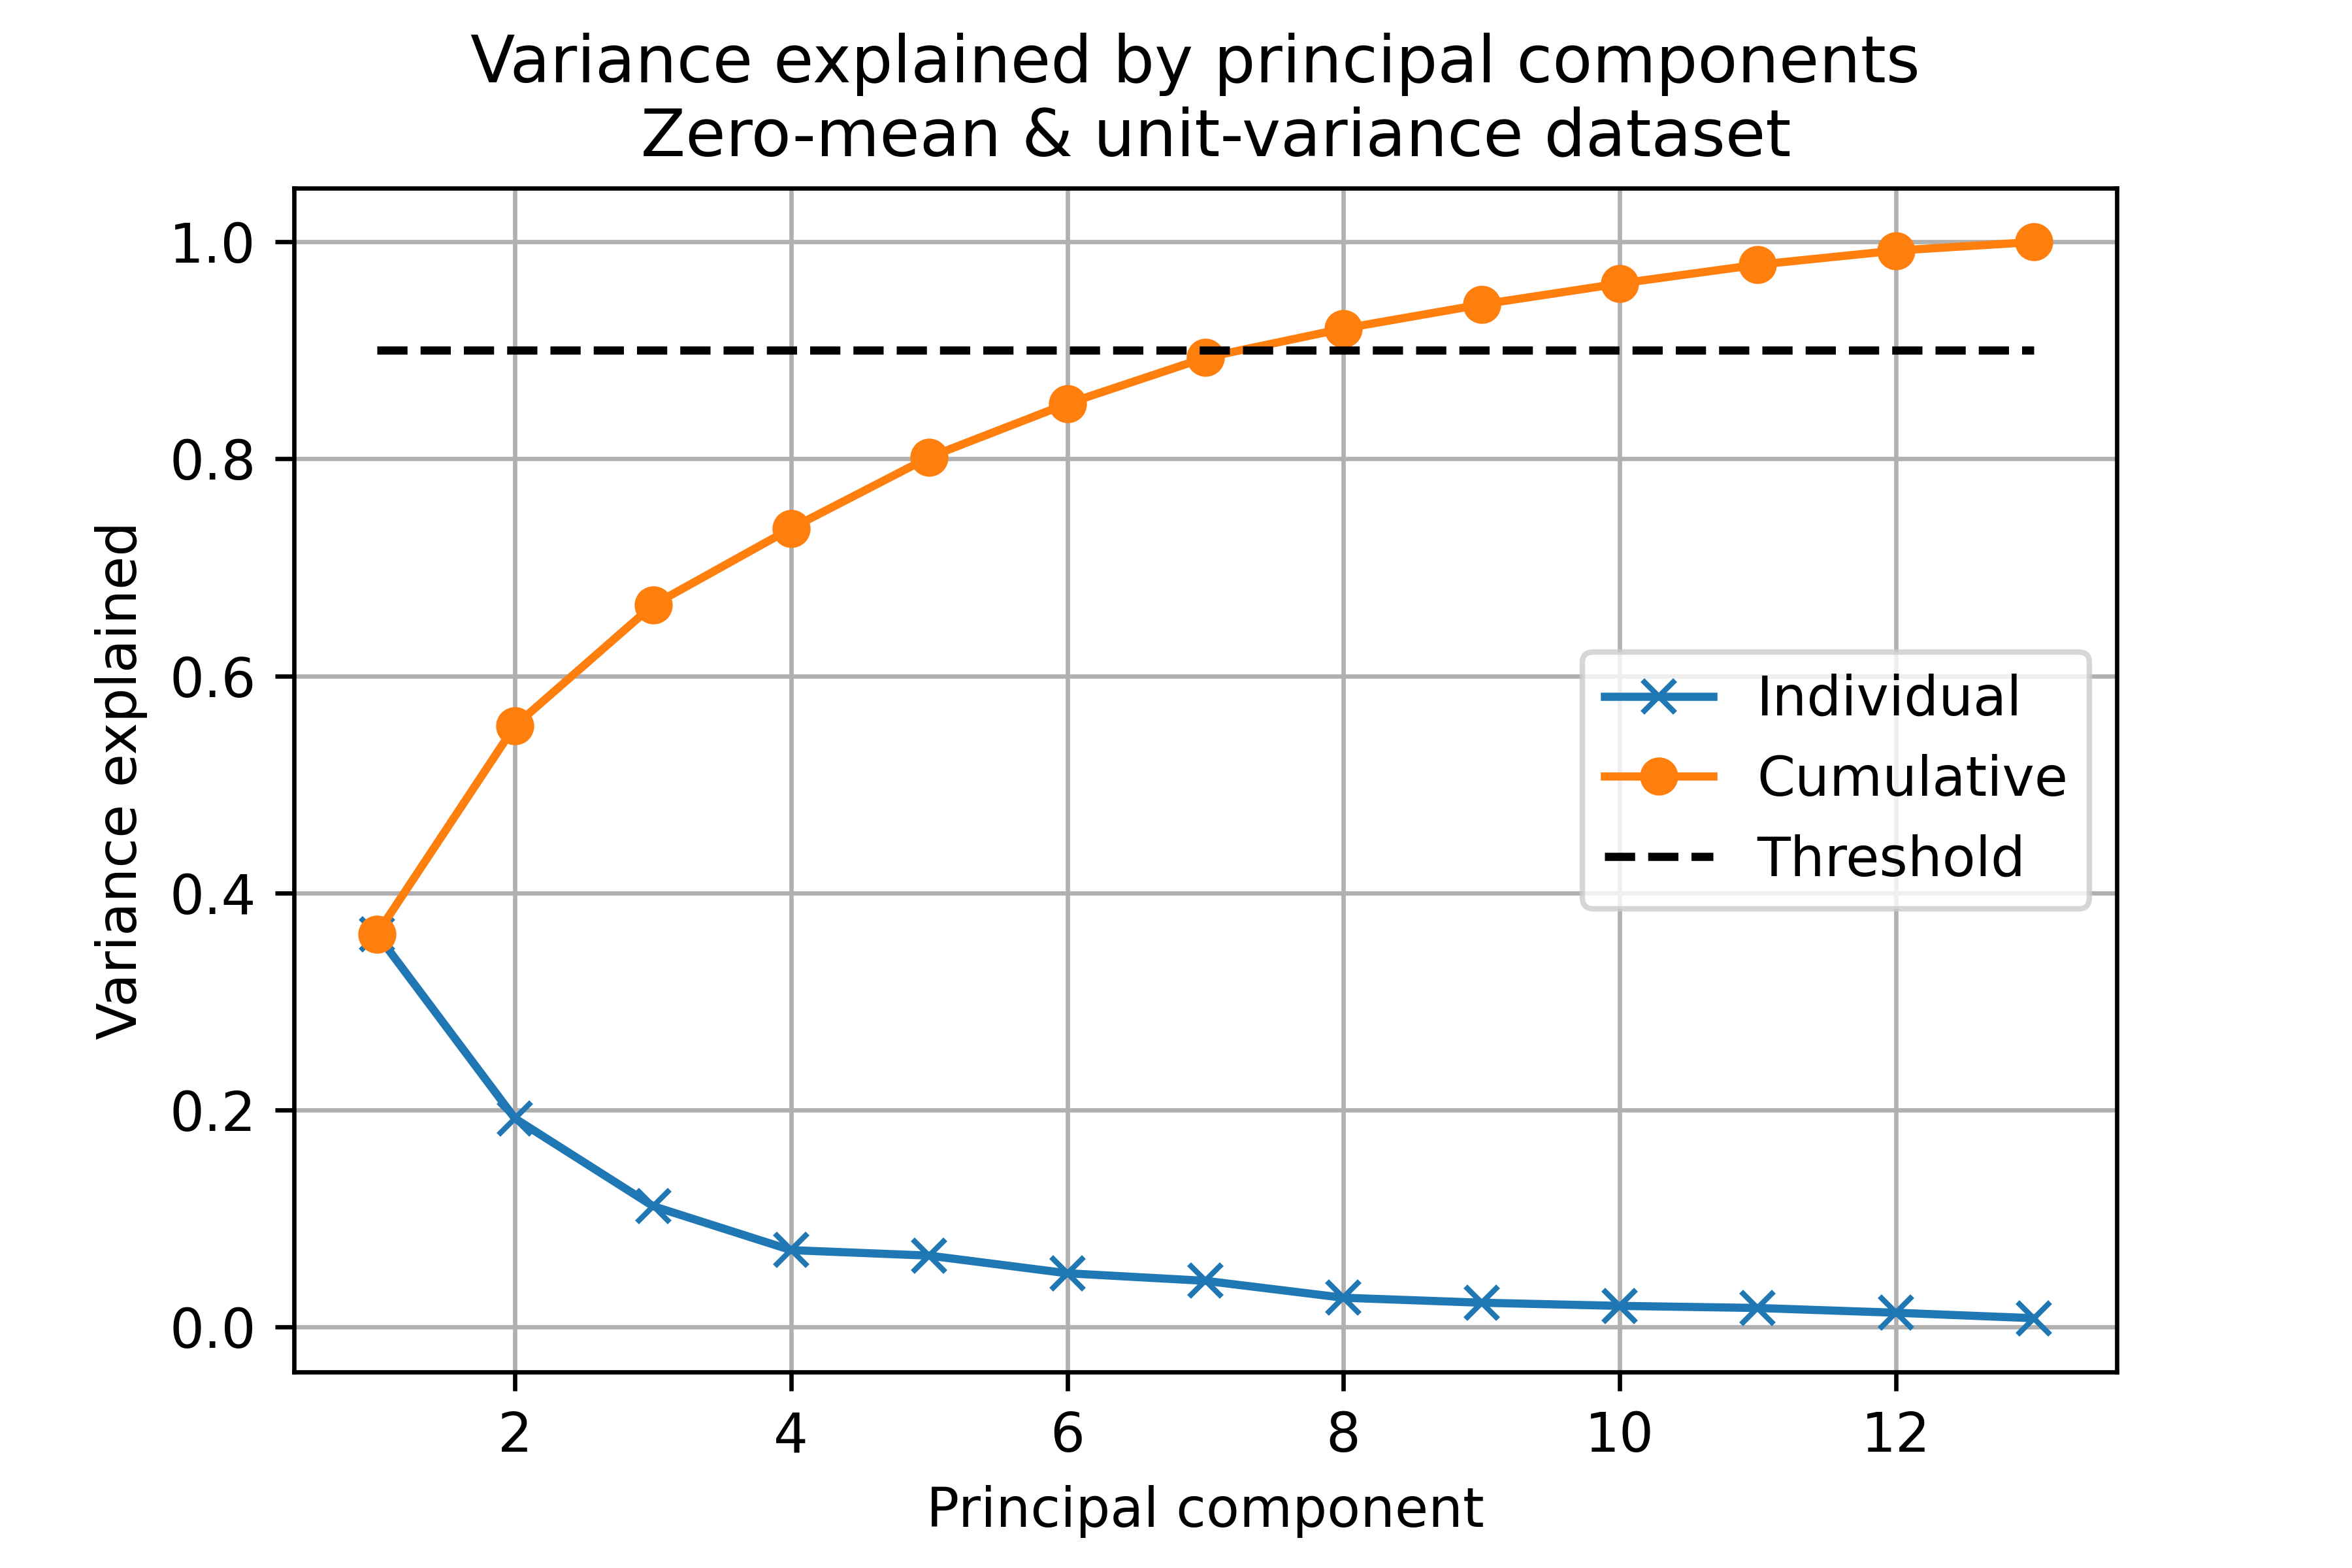 Variance explained by principal components
Zero-mean & unit-variance dataset
1.0
0.8
0.6
0.4
0.2
0.0
Variance explained
Individual
Cumulative
Threshold
2 4 6 8 10 12
Principal component